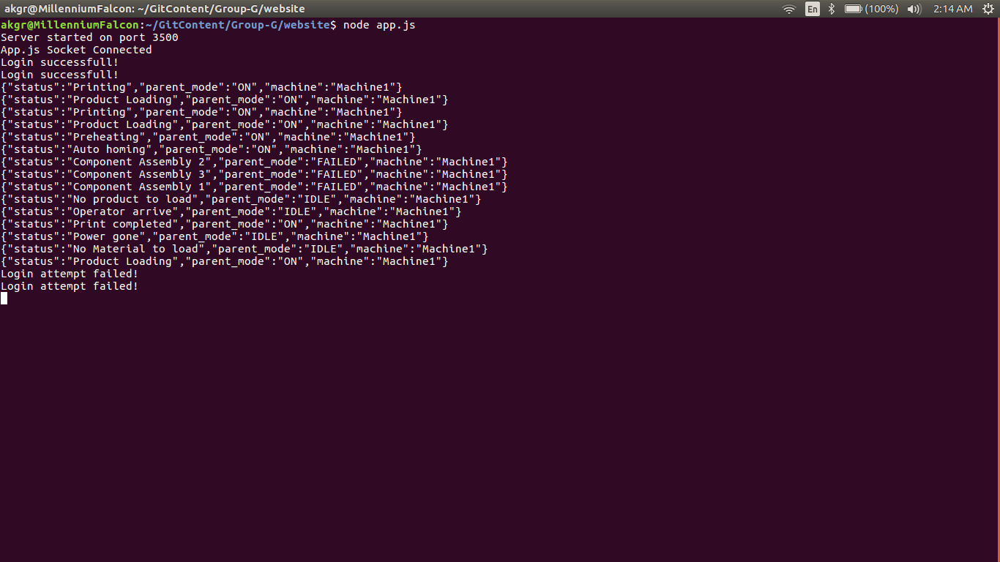 akgr@MillenniumFalcon: ~/GitContent/Group-G/website En (100%) 2:14 AM
akgr@MillenniumFalcon:~/GitContent/Group-G/website$ node app.js
Server started on port 3500
App.js Socket Connected
Login successfull!
Login successfull!
{"status":"Printing","parent_mode":"ON","machine":"Machine1"}
{"status":"Product Loading","parent_mode":"ON","machine":"Machine1"}
{"status":"Printing","parent_mode":"ON","machine":"Machine1"}
{"status":"Product Loading","parent_mode":"ON","machine":"Machine1"}
{"status":"Preheating","parent_mode":"ON","machine":"Machine1"}
{"status":"Auto homing","parent_mode":"ON","machine":"Machine1"}
{"status":"Component Assembly 2","parent_mode":"FAILED","machine":"Machine1"}
{"status":"Component Assembly 3","parent_mode":"FAILED","machine":"Machine1"}
{"status":"Component Assembly 1","parent_mode":"FAILED","machine":"Machine1"}
{"status":"No product to load","parent_mode":"IDLE","machine":"Machine1"}
{"status":"Operator arrive","parent_mode":"IDLE","machine":"Machine1"}
{"status":"Print completed","parent_mode":"ON","machine":"Machine1"}
{"status":"Power gone","parent_mode":"IDLE","machine":"Machine1"}
{"status":"No Material to load","parent_mode":"IDLE","machine":"Machine1"}
{"status":"Product Loading","parent_mode":"ON","machine":"Machine1"}
Login attempt failed!
Login attempt failed!